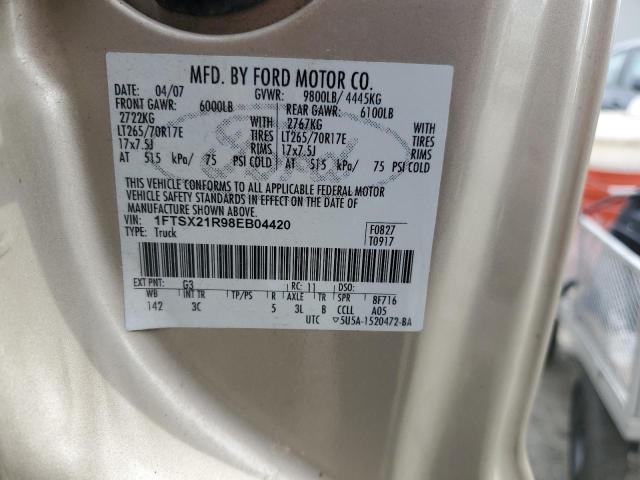 MFD. BY FORD MOTOR CO.
DATE: 04/07 GVWR: 9800LB/ 4445KG
FRONT GAWR: 6000LB REAR GAWR: 6100LB
2722KG WITH 2767KG WITH
LT265/70R17E TIRES LT265/70R17E TIRES
17x7.5J RIMS 17x7.5J RIMS
AT 515 kPa/ 75 PSI COLD AT 515 kPa/ 75 PSI COLD
THIS VEHICLE CONFORMS TO ALL APPLICABLE FEDERAL MOTOR
VEHICLE SAFETY STANDARDS IN EFFECT ON THE DATE OF
MANUFACTURE SHOWN ABOVE.
VIN: 1FTSX21R98EB04420 F0827
TYPE: Truck T0917
EXT PNT: G3 RC: 11 DSO:
WB INT TR TP/PS R AXLE TR SPR 8F716
142 3C 5 3L B CCLL A05
UTC ▽5U5A-1520472-BA
Ford